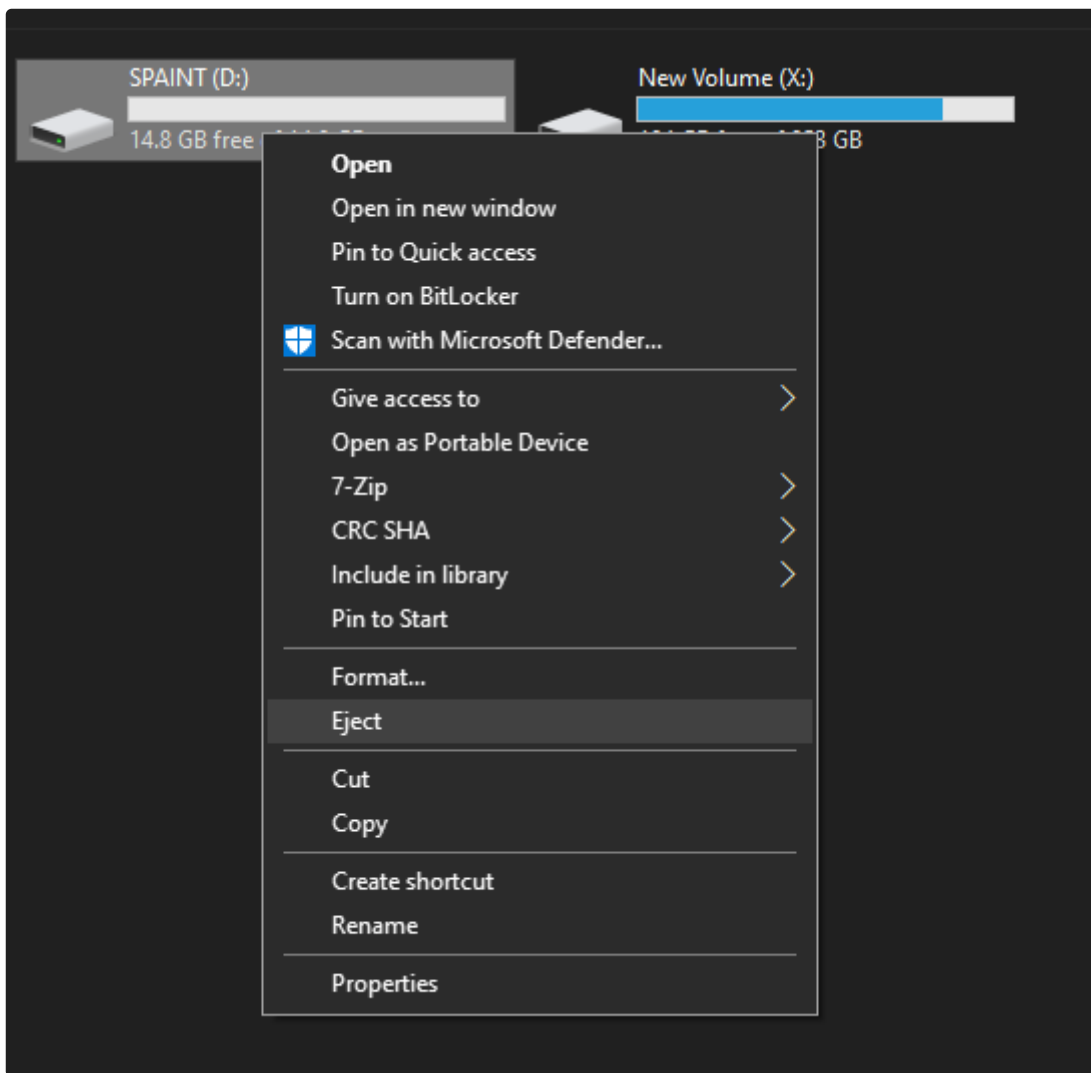 SPAINT (D:)
14.8 GB free
New Volume (X:)
GB
Open
Open in new window
Pin to Quick access
Turn on BitLocker
Scan with Microsoft Defender...
Give access to
Open as Portable Device
7-Zip
CRC SHA
Include in library
Pin to Start
Format...
Eject
Cut
Copy
Create shortcut
Rename
Properties